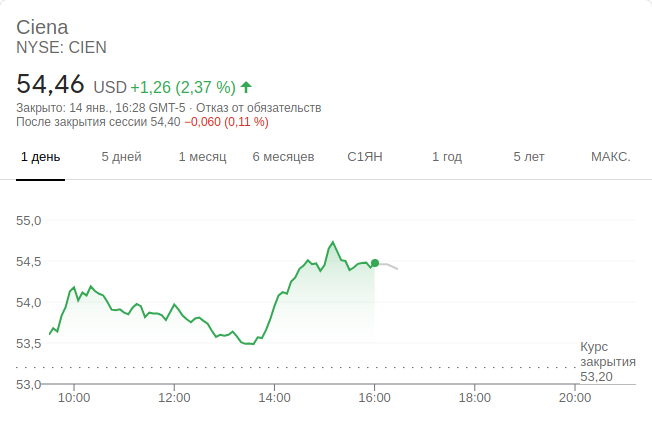 Ciena
NYSE: CIEN
54,46 USD +1,26 (2,37 %)
Закрыто: 14 янв., 16:28 GMT-5 · Отказ от обязательств
После закрытия сессии 54,40 −0,060 (0,11 %)
1 день 5 дней 1 месяц 6 месяцев С1ЯН 1 год 5 лет МАКС.
55,0
54,5
54,0
53,5
Курс
закрытия
53,20
53,0
10:00 12:00 14:00 16:00 18:00 20:00